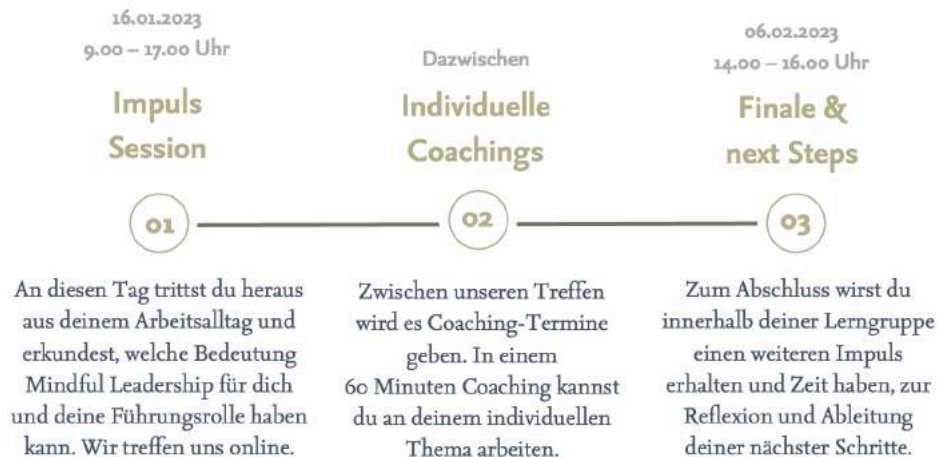 16.01.2023
9.00 – 17.00 Uhr
Impuls
Session
01
An diesen Tag trittst du heraus
aus deinem Arbeitsalltag und
erkundest, welche Bedeutung
Mindful Leadership für dich
und deine Führungsrolle haben
kann. Wir treffen uns online.
Dazwischen
Individuelle
Coachings
02
Zwischen unseren Treffen
wird es Coaching-Termine
geben. In einem
60 Minuten Coaching kannst
du an deinem individuellen
Thema arbeiten.
06.02.2023
14.00 – 16.00 Uhr
Finale &
next Steps
03
Zum Abschluss wirst du
innerhalb deiner Lerngruppe
einen weiteren Impuls
erhalten und Zeit haben, zur
Reflexion und Ableitung
deiner nächster Schritte.